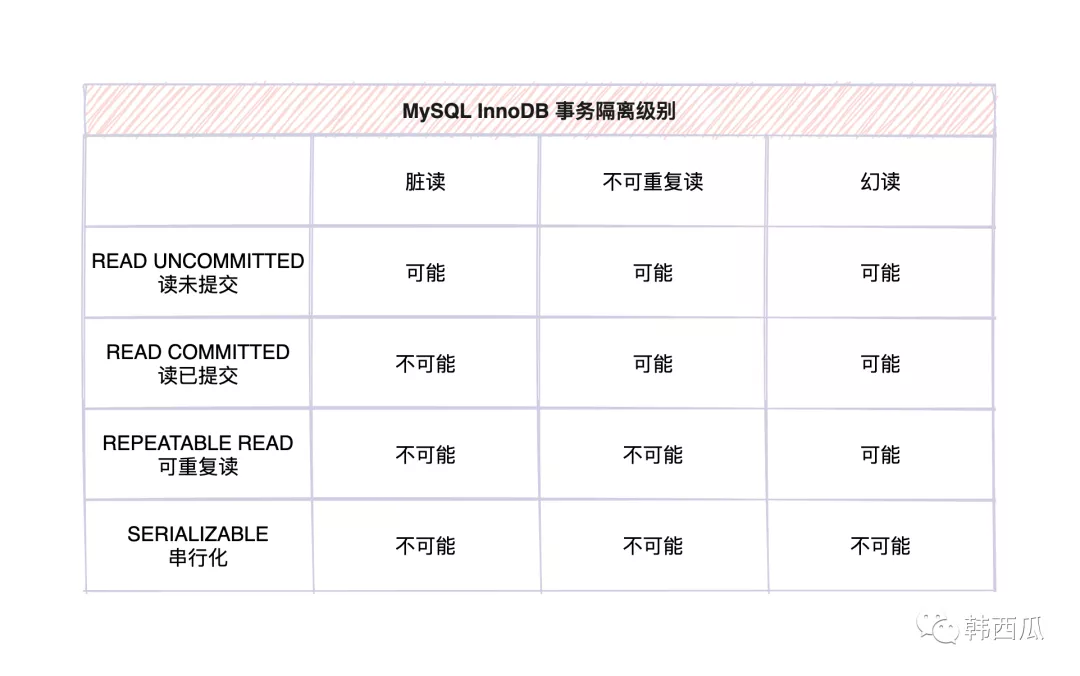 MySQL InnoDB 事务隔离级别
脏读 不可重复读 幻读
READ UNCOMMITTED
读未提交
可能 可能 可能
READ COMMITTED
读已提交
不可能 可能 可能
REPEATABLE READ
可重复读
不可能 不可能 可能
SERIALIZABLE
串行化
不可能 不可能 不可能
韩西瓜